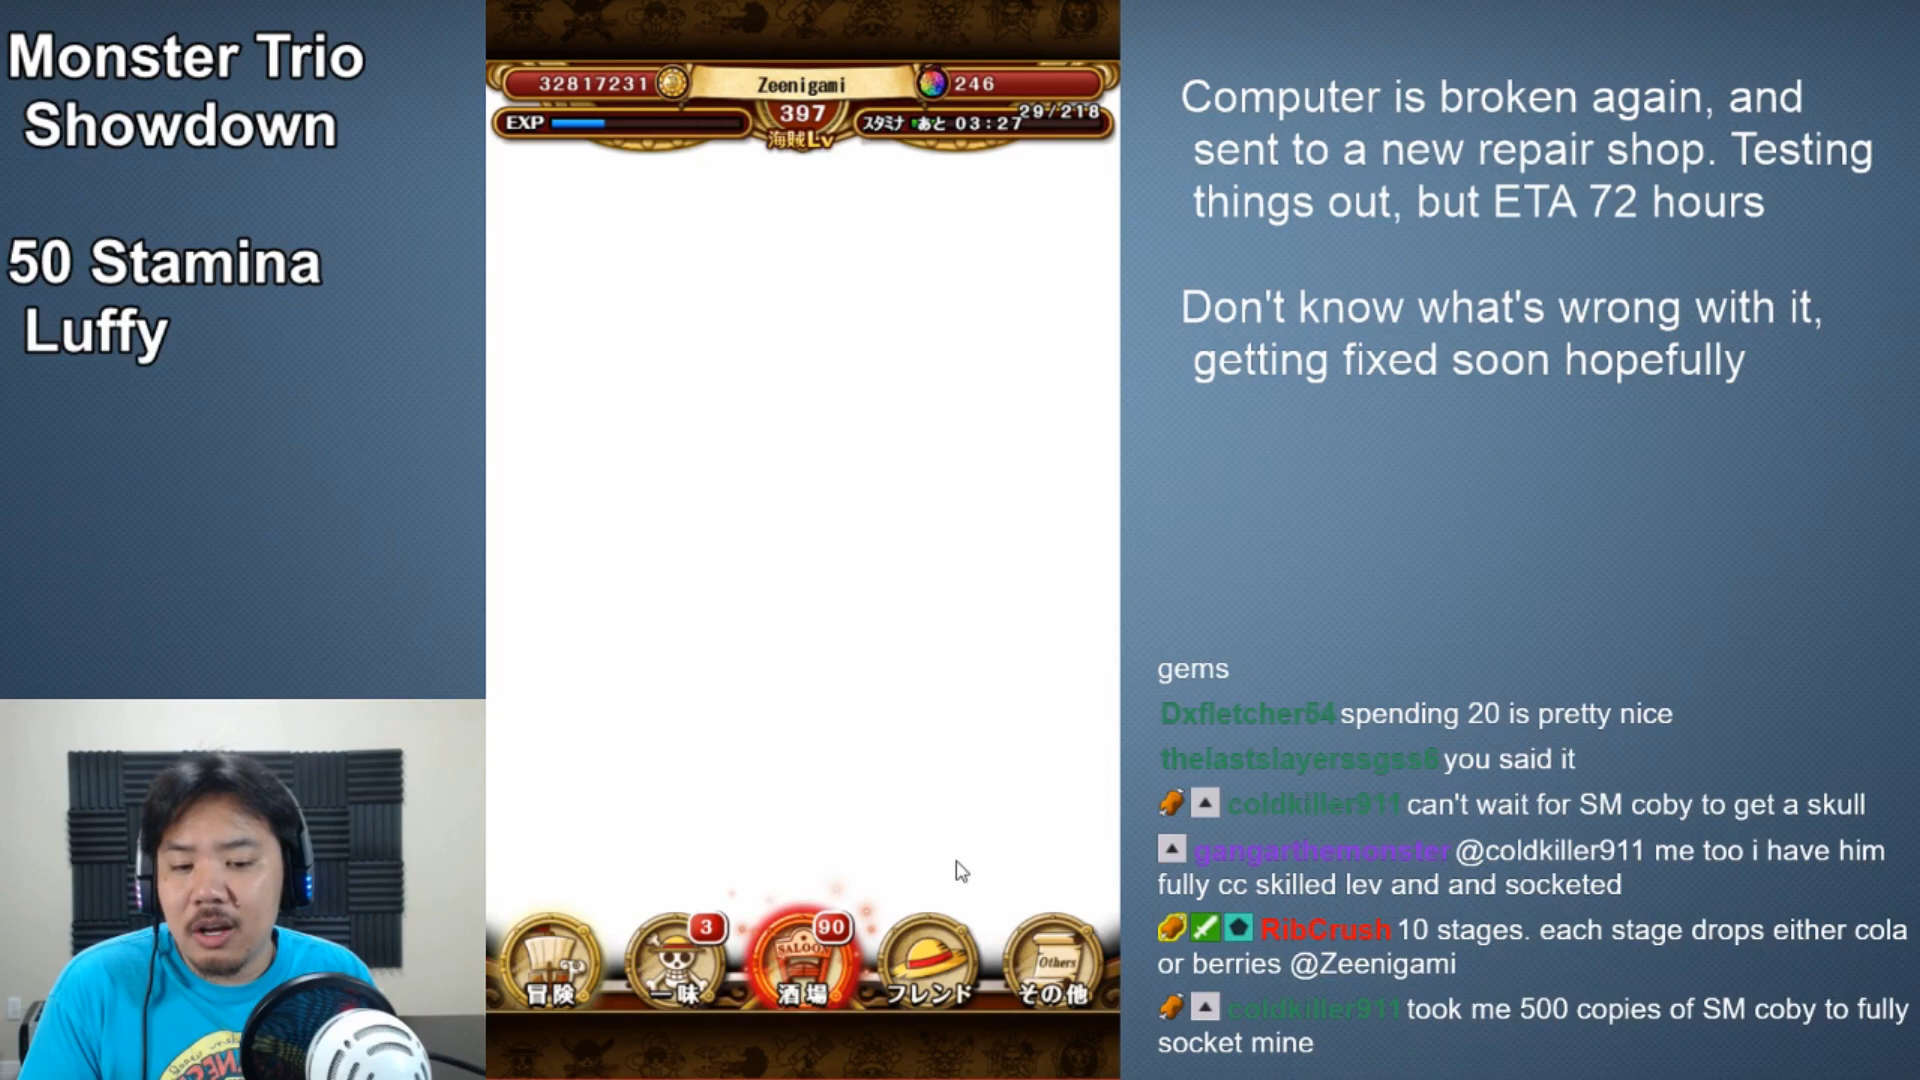 Monster Trio
Showdown
50 Stamina
Luffy
32817231
Zeenigami
246
EXP
397
海賊Lv
スタミナ あと 03:27
29/218
Computer is broken again, and
sent to a new repair shop. Testing
things out, but ETA 72 hours
Don't know what's wrong with it,
getting fixed soon hopefully
gems
Dxfletcher54 spending 20 is pretty nice
thelastslayerssgss6 you said it
coldkiller911 can't wait for SM coby to get a skull
gangarthemonster @coldkiller911 me too i have him
fully cc skilled lev and and socketed
RibCrush 10 stages. each stage drops either cola
or berries @Zeenigami
coldkiller911 took me 500 copies of SM coby to fully
socket mine
冒険
3
一味
SALOON
90
酒場
フレンド
Others
その他